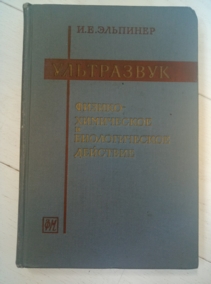 И.Е. ЭЛЬПИНЕР
УЛЬТРАЗВУК
ФИЗИКО-
ХИМИЧЕСКОЕ
И БИОЛОГИЧЕСКОЕ
ДЕЙСТВИЕ